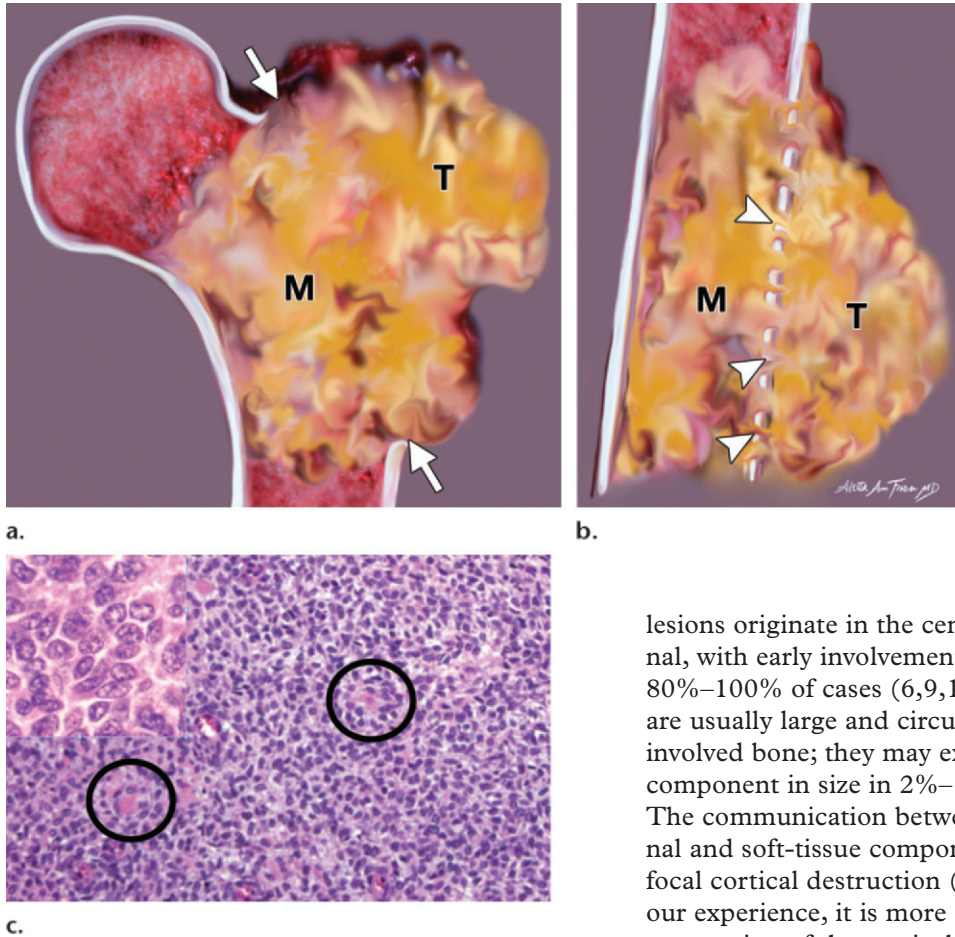 T
M
a.
M
T
b.
c.
lesions originate in the cen
nal, with early involvement
80%–100% of cases (6,9,1
are usually large and circu
involved bone; they may ex
component in size in 2%–
The communication betwe
nal and soft-tissue compor
focal cortical destruction (
our experience, it is more